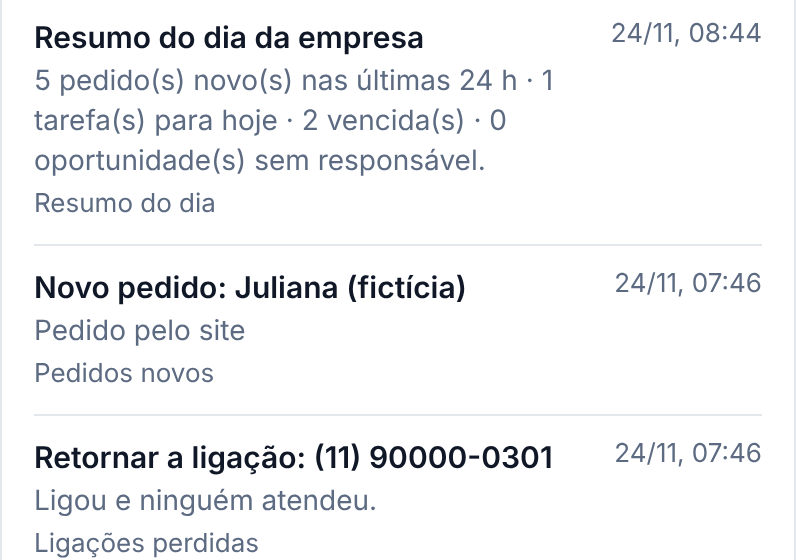 Resumo do dia da empresa
24/11, 08:44
5 pedido(s) novo(s) nas últimas 24 h · 1
tarefa(s) para hoje · 2 vencida(s) · 0
oportunidade(s) sem responsável.
Resumo do dia
Novo pedido: Juliana (fictícia)
24/11, 07:46
Pedido pelo site
Pedidos novos
Retornar a ligação: (11) 90000-0301
24/11, 07:46
Ligou e ninguém atendeu.
Ligações perdidas